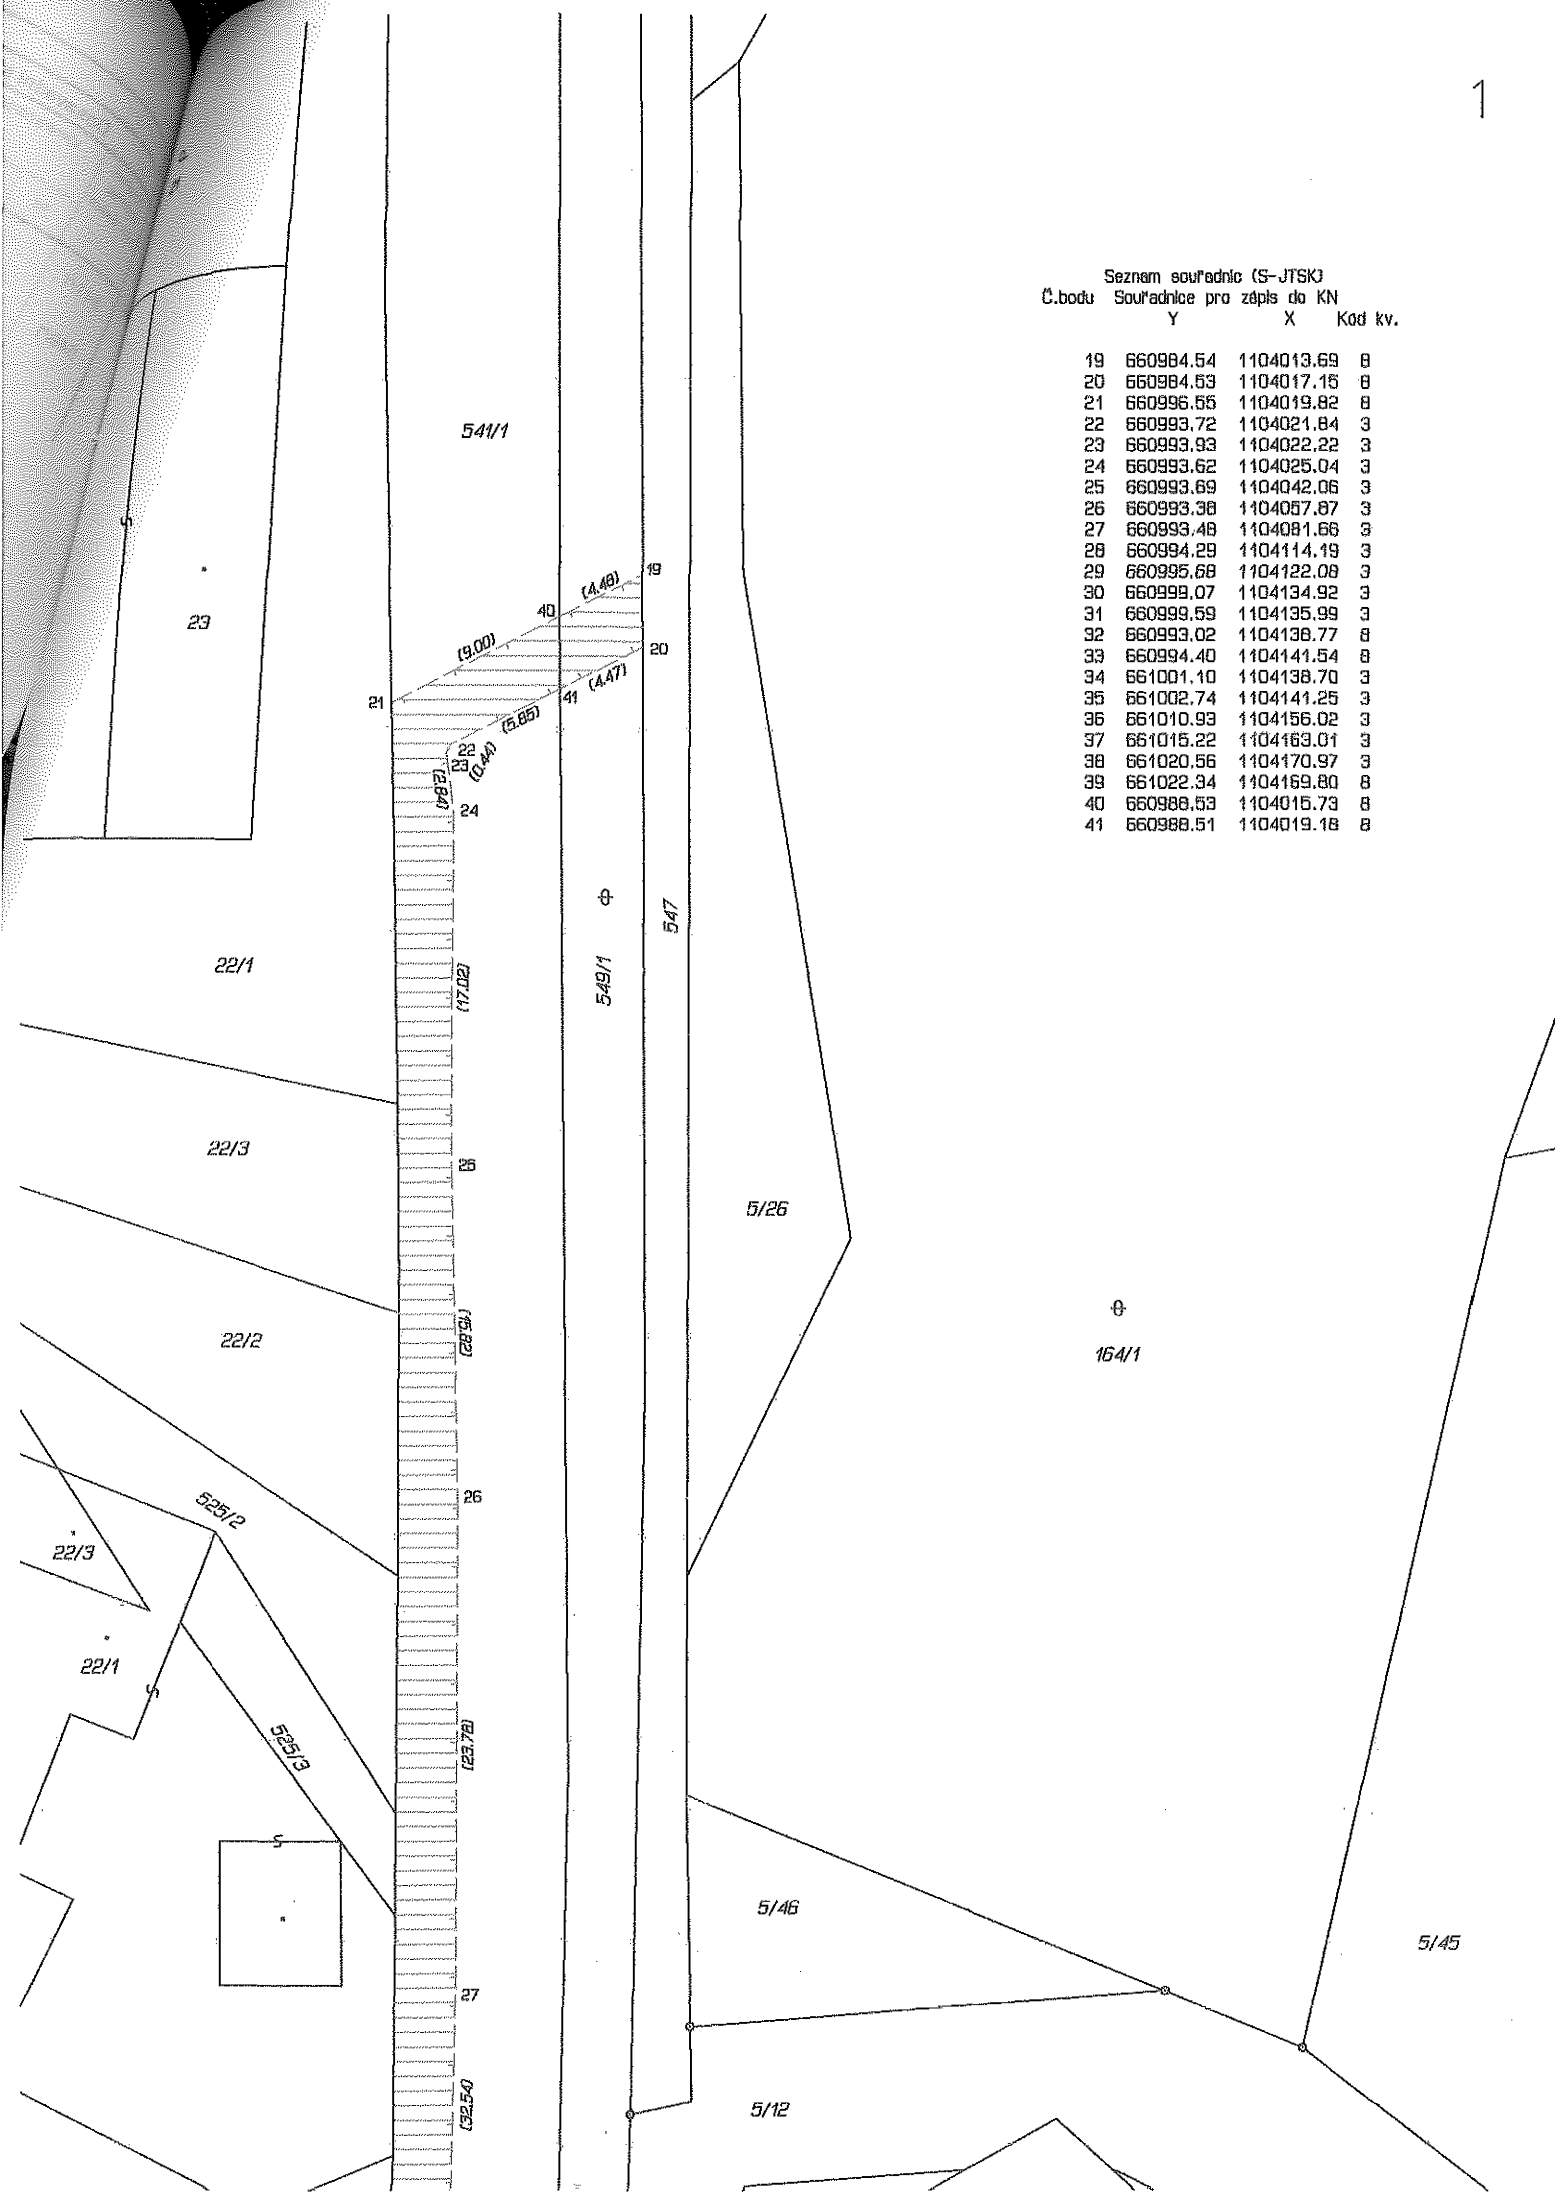 1
Seznam souřadnic (S-JTSK)
Č.bodu Souřadnice pro zápis do KN
Y X Kód kv.
19 660984.54 1104013.69 8
20 660984.53 1104017.15 8
21 660996.55 1104019.82 8
22 660993.72 1104021.84 3
23 660993.93 1104022.22 3
24 660993.62 1104025.04 3
25 660993.69 1104042.06 3
26 660993.38 1104057.87 3
27 660993.48 1104081.66 3
28 660994.29 1104114.19 3
29 660995.68 1104122.08 3
30 660999.07 1104134.92 3
31 660999.59 1104135.99 3
32 660993.02 1104138.77 8
33 660994.40 1104141.54 8
34 661001.10 1104138.70 3
35 661002.74 1104141.25 3
36 661010.93 1104156.02 3
37 661015.22 1104163.01 3
38 661020.56 1104170.97 3
39 661022.34 1104169.80 8
40 660988.53 1104015.73 8
41 660988.51 1104019.18 8
541/1
19
(4.48)
40
23
(9.00)
20
(4.47)
21
41
(5.85)
22
23
(0.44)
(2.84)
24
547
22/1
549/1
(17.02)
22/3
25
5/26
22/2
(15.82)
164/1
26
525/2
22/3
22/1
525/3
(23.78)
5/46
5/45
27
(32.54)
5/12